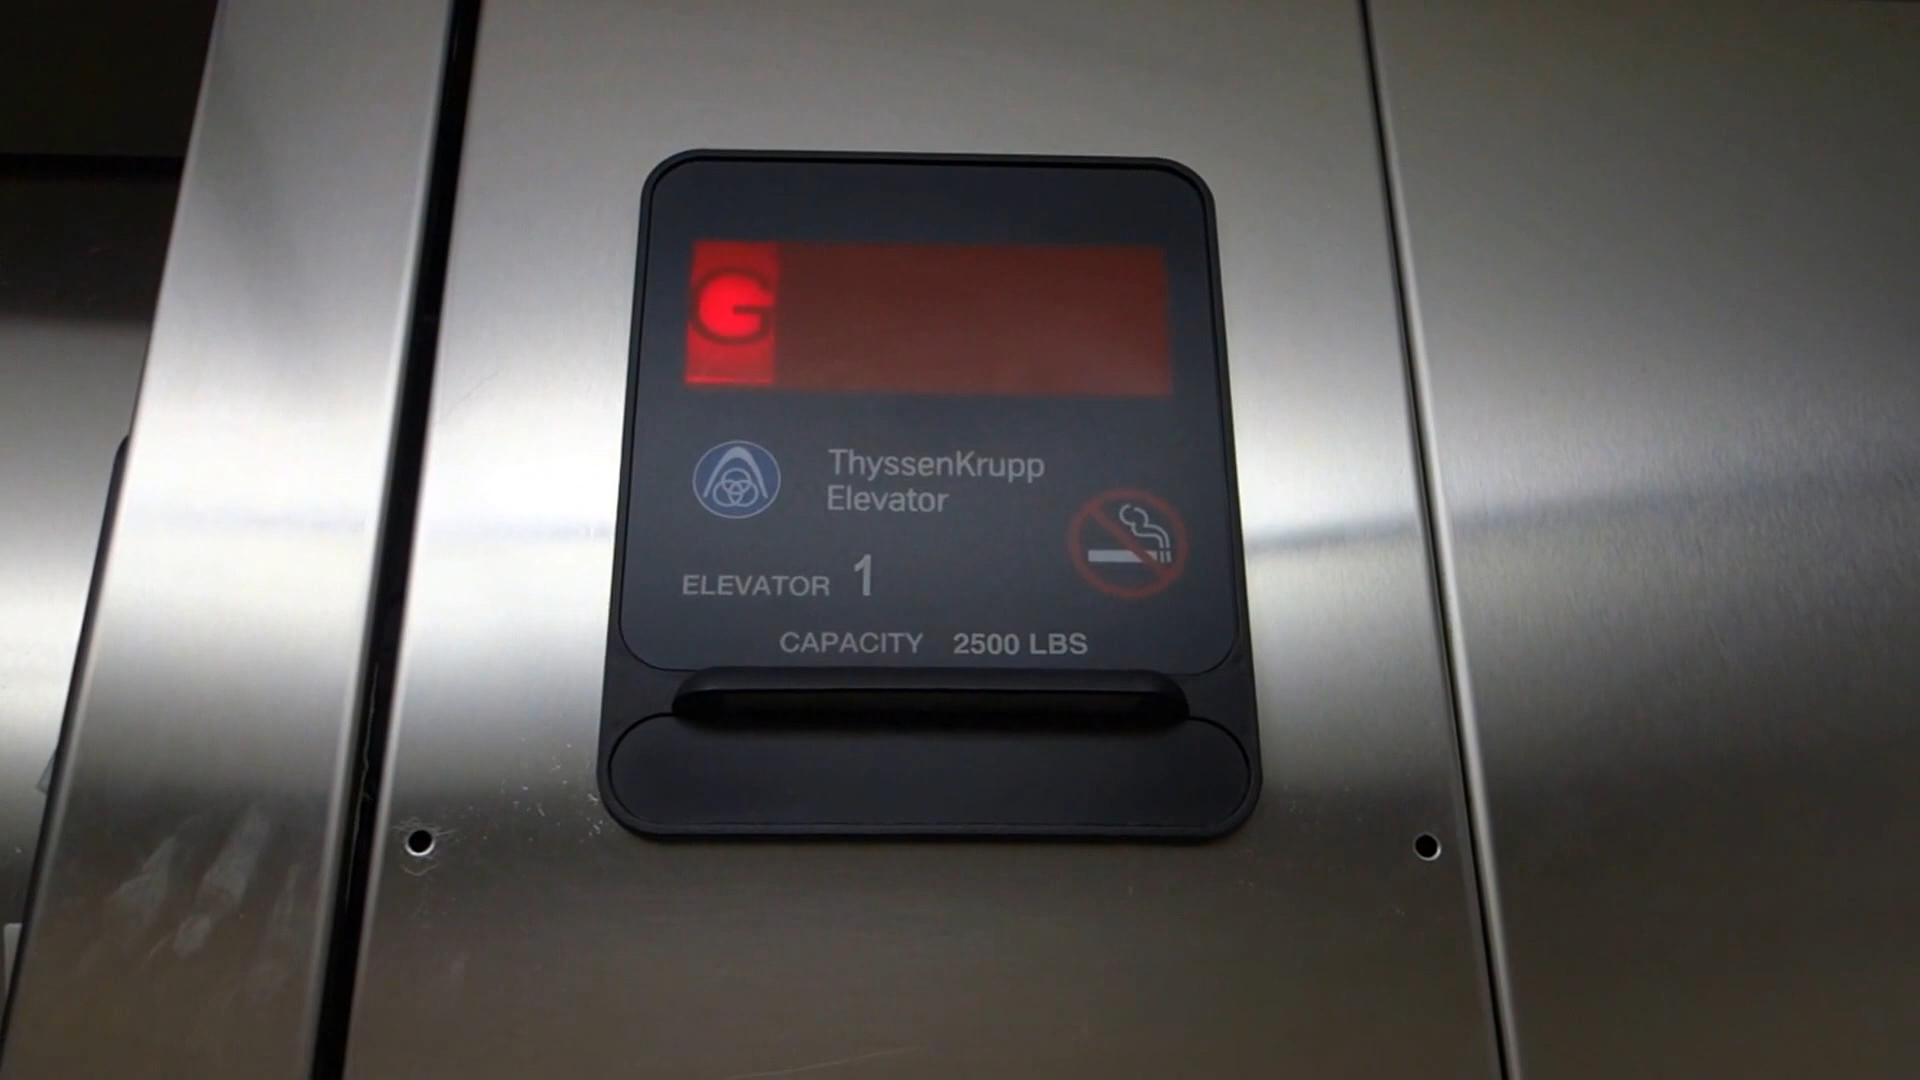 G
ThyssenKrupp
Elevator
ELEVATOR 1
CAPACITY 2500 LBS